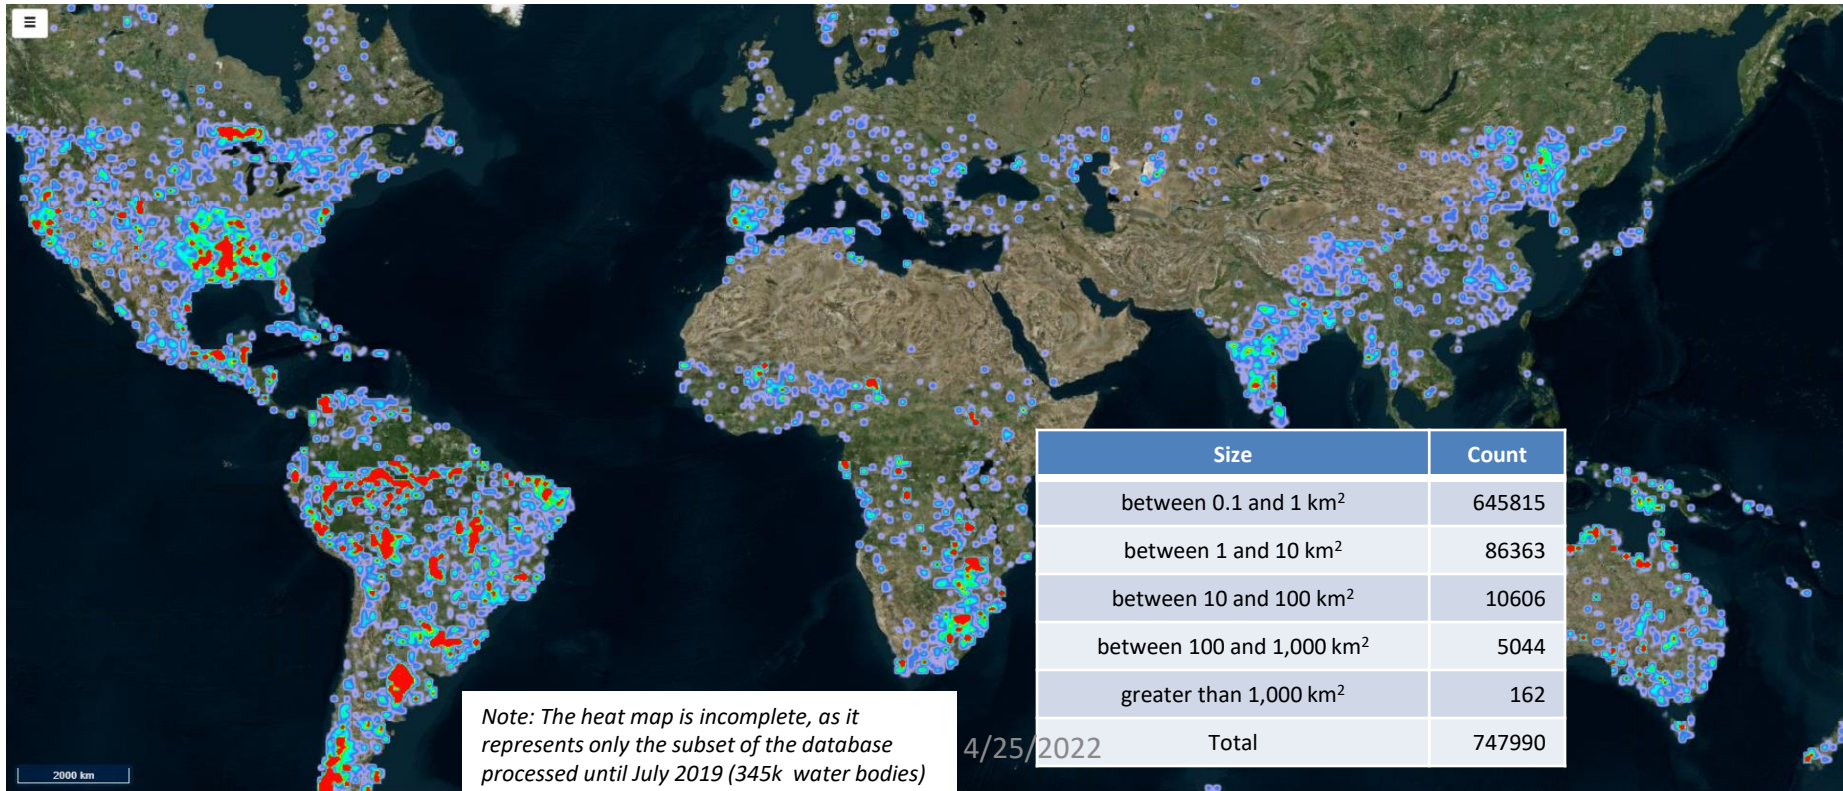 Size Count
between 0.1 and 1 km² 645815
between 1 and 10 km² 86363
between 10 and 100 km² 10606
between 100 and 1,000 km² 5044
greater than 1,000 km² 162
Total 747990
Note: The heat map is incomplete, as it
represents only the subset of the database
processed until July 2019 (345k water bodies)
4/25/2022
2000 km